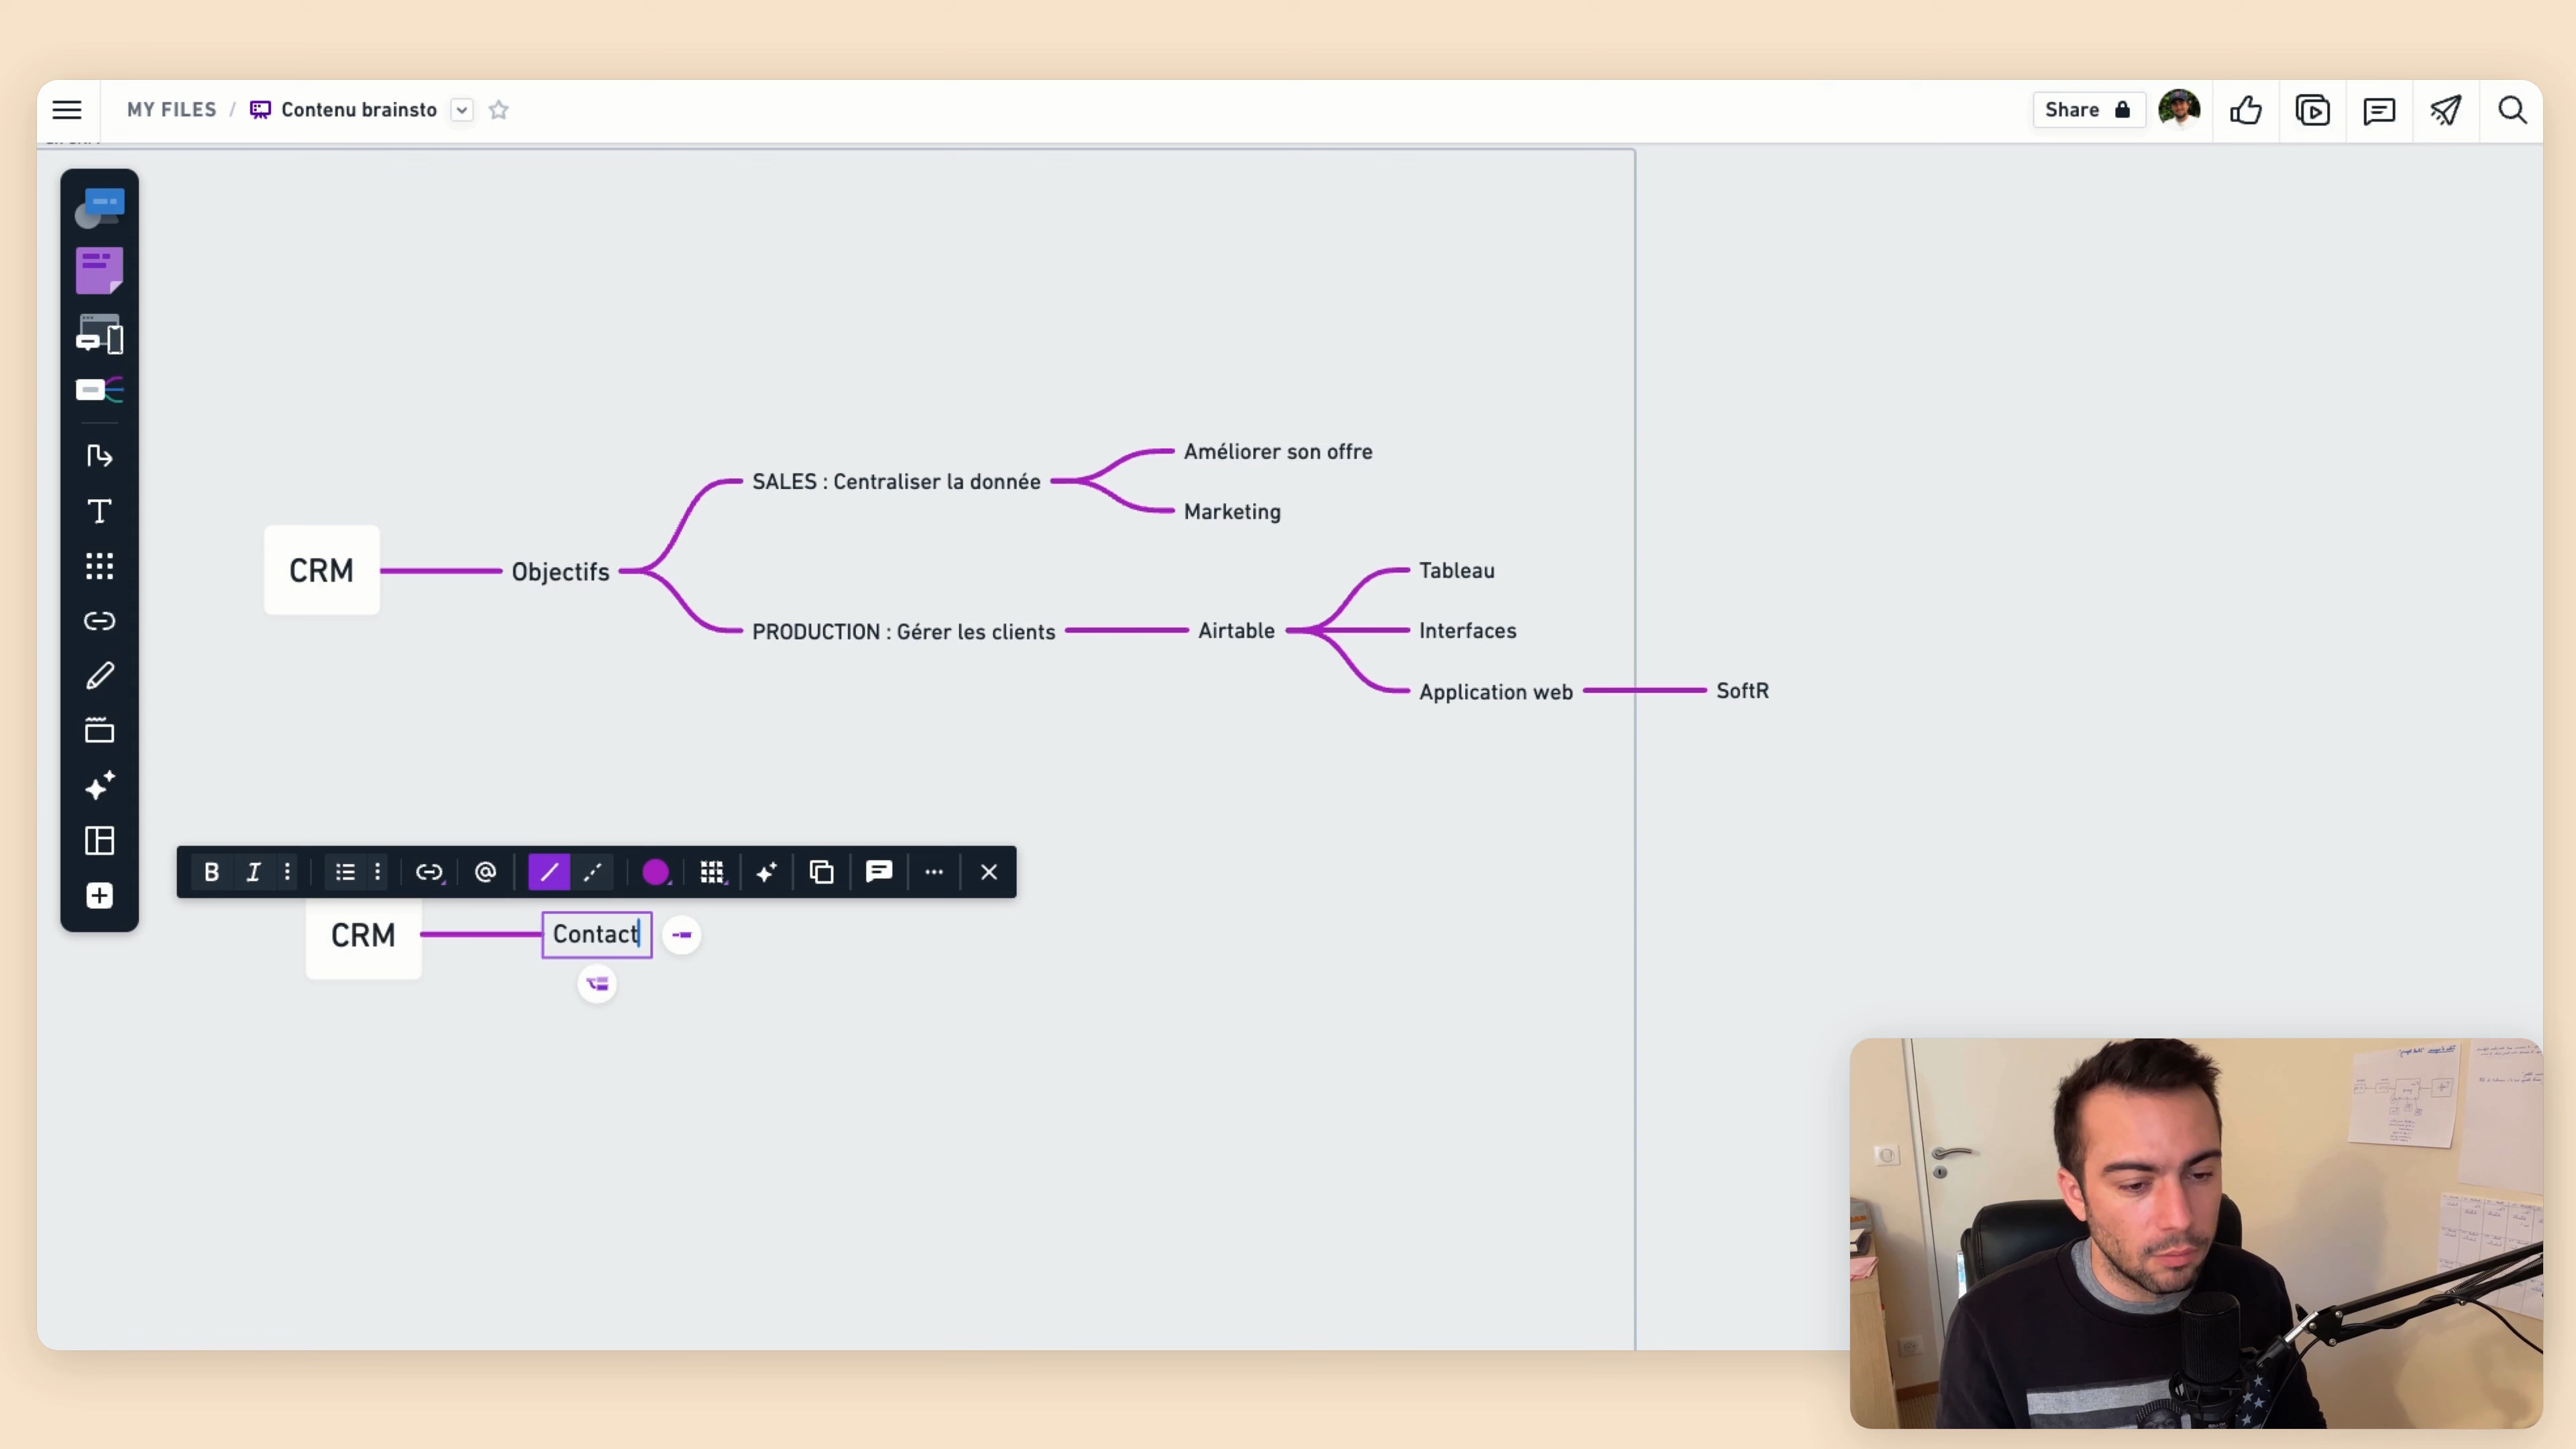 MY FILES / Contenu brainsto
Share
Améliorer son offre
SALES : Centraliser la donnée
Marketing
CRM
Objectifs
Tableau
PRODUCTION : Gérer les clients
Airtable
Interfaces
Application web
SoftR
B I
@
CRM
Contact